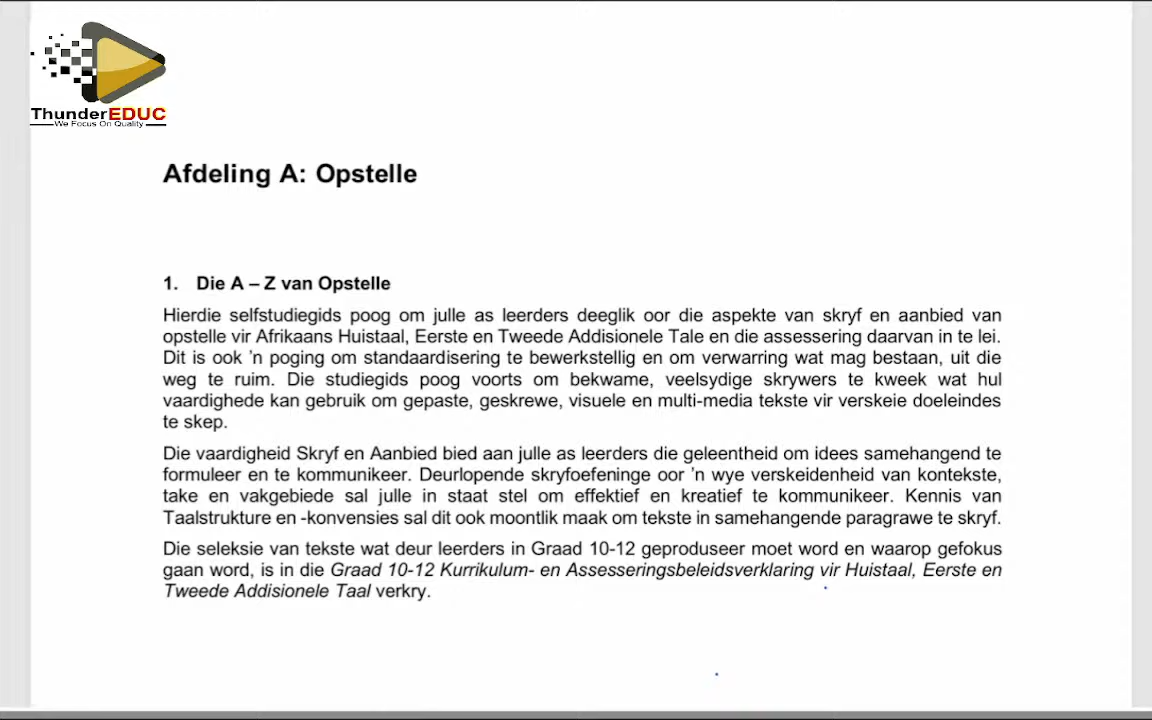 ThunderEDUC
We Focus On Quality
Afdeling A: Opstelle
1. Die A – Z van Opstelle
Hierdie selfstudiegids poog om julle as leerders deeglik oor die aspekte van skryf en aanbied van
opstelle vir Afrikaans Huistaal, Eerste en Tweede Addisionele Tale en die assessering daarvan in te lei.
Dit is ook 'n poging om standaardisering te bewerkstellig en om verwarring wat mag bestaan, uit die
weg te ruim. Die studiegids poog voorts om bekwame, veelsydige skrywers te kweek wat hul
vaardighede kan gebruik om gepaste, geskrewe, visuele en multi-media tekste vir verskeie doeleindes
te skep.
Die vaardigheid Skryf en Aanbied bied aan julle as leerders die geleentheid om idees samehangend te
formuleer en te kommunikeer. Deurlopende skryfoefeninge oor 'n wye verskeidenheid van kontekste,
take en vakgebiede sal julle in staat stel om effektief en kreatief te kommunikeer. Kennis van
Taalstrukture en -konvensies sal dit ook moontlik maak om tekste in samehangende paragrawe te skryf.
Die seleksie van tekste wat deur leerders in Graad 10-12 geproduseer moet word en waarop gefokus
gaan word, is in die Graad 10-12 Kurrikulum- en Assesseringsbeleidsverklaring vir Huistaal, Eerste en
Tweede Addisionele Taal verkry.